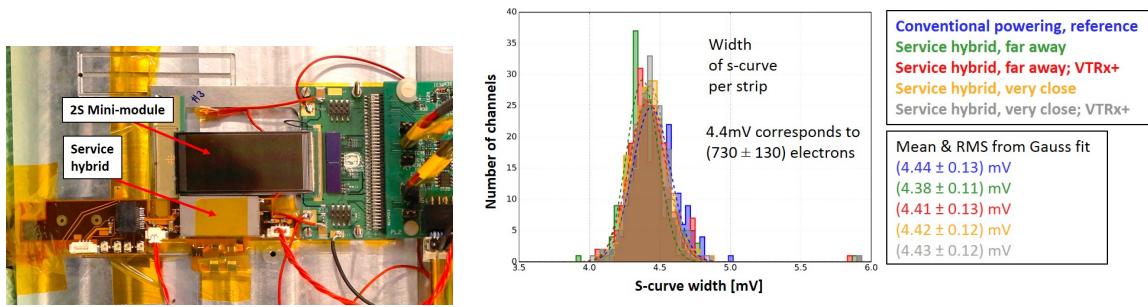 2S Mini-module
Service
hybrid
#3
Number of channels
40
35
30
25
20
15
10
5
0
3.5
4.0
4.5
5.0
5.5
6.0
S-curve width [mV]
Width
of s-curve
per strip
4.4mV corresponds to
(730 ± 130) electrons
Conventional powering, reference
Service hybrid, far away
Service hybrid, far away; VTRx+
Service hybrid, very close
Service hybrid, very close; VTRx+
Mean & RMS from Gauss fit
(4.44 ± 0.13) mV
(4.38 ± 0.11) mV
(4.41 ± 0.13) mV
(4.42 ± 0.12) mV
(4.43 ± 0.12) mV